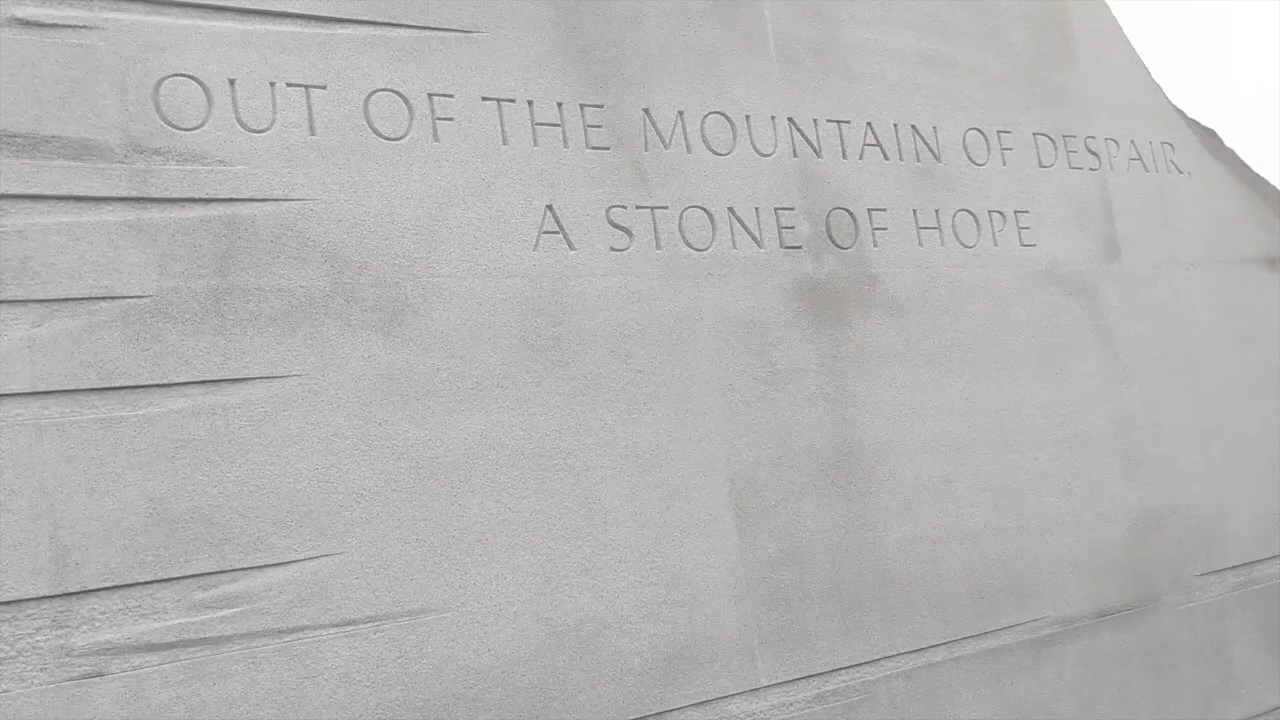 OUT OF THE MOUNTAIN OF DESPAIR,
A STONE OF HOPE